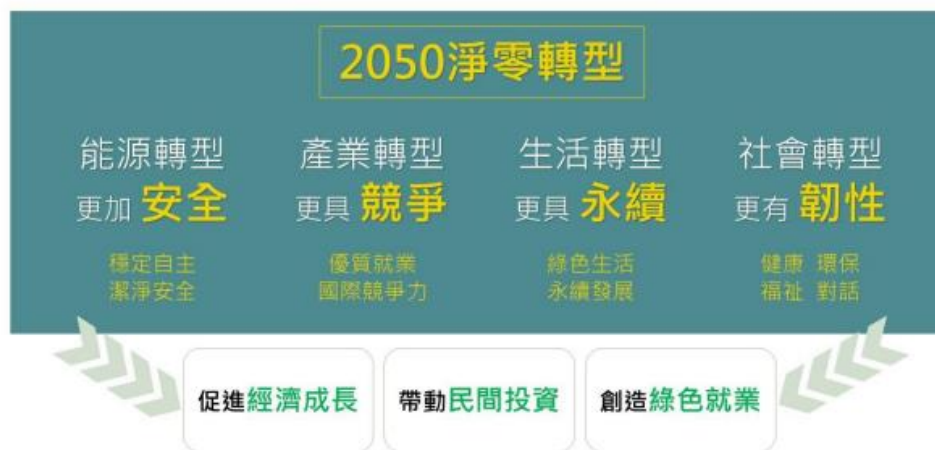 2050淨零轉型
能源轉型
更加 安全
穩定自主
潔淨安全
產業轉型
更具 競爭
優質就業
國際競爭力
生活轉型
更具 永續
綠色生活
永續發展
社會轉型
更有 韌性
健康 環保
福祉 對話
促進經濟成長
帶動民間投資
創造綠色就業